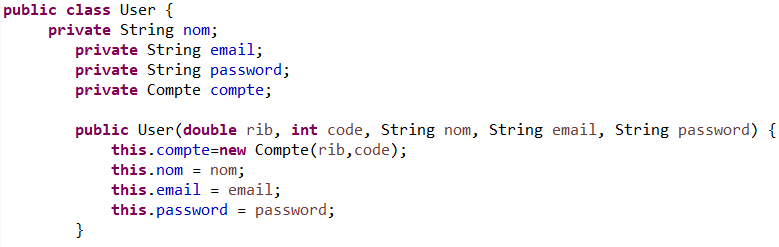 public class User {
private String nom;
private String email;
private String password;
private Compte compte;
public User(double rib, int code, String nom, String email, String password) {
this.compte=new Compte(rib,code);
this.nom = nom;
this.email = email;
this.password = password;
}